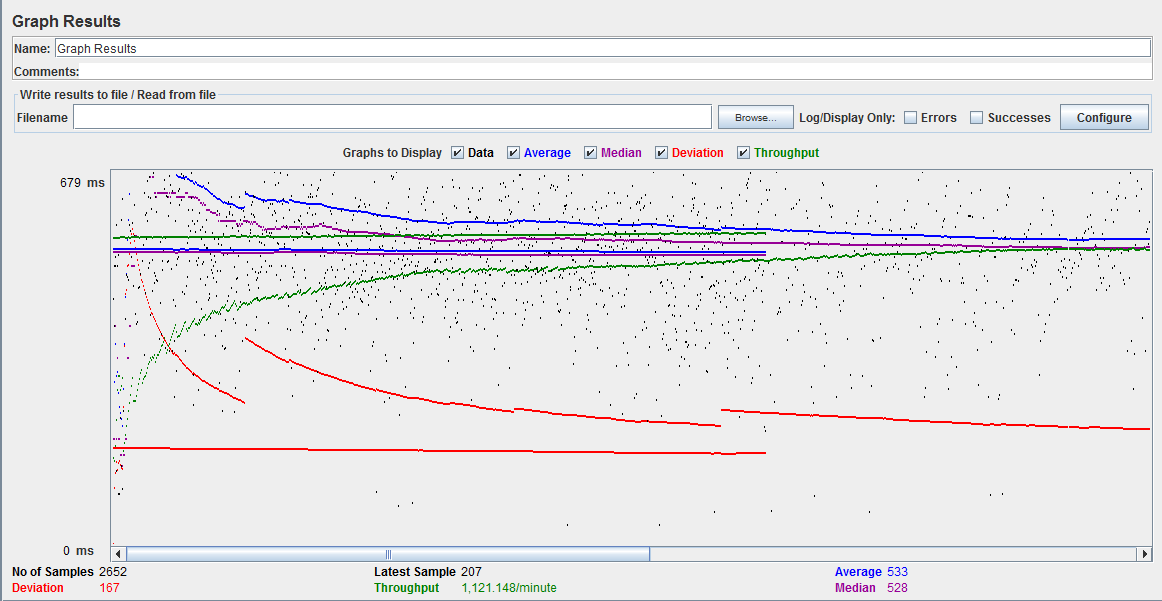 Graph Results
Name: Graph Results
Comments:
Write results to file / Read from file
Filename Browse... Log/Display Only: Errors Successes Configure
Graphs to Display Data Average Median Deviation Throughput
679 ms
0 ms
No of Samples 2652 Latest Sample 207 Average 533
Deviation 167 Throughput 1,121.148/minute Median 528